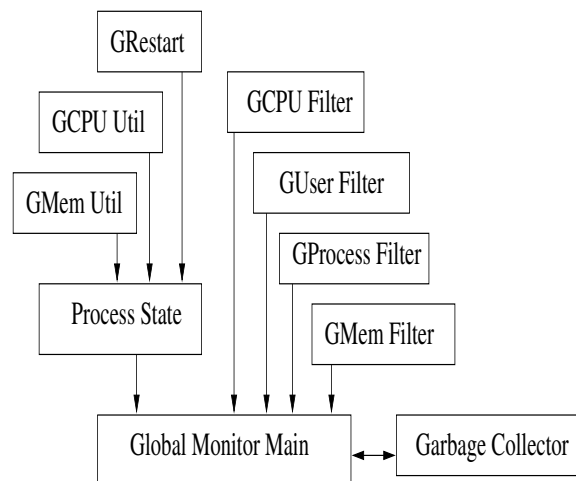 GRestart
GCPU Util
GCPU Filter
GMem Util
GUser Filter
GProcess Filter
Process State
GMem Filter
Global Monitor Main
Garbage Collector